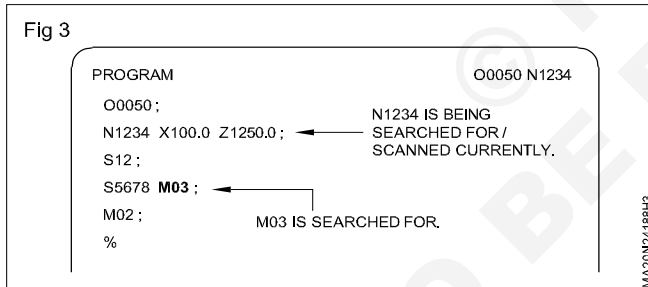 Fig 3
PROGRAM O0050 N1234
O0050 ;
N1234 X100.0 Z1250.0 ;
N1234 IS BEING
SEARCHED FOR /
SCANNED CURRENTLY.
S12 ;
S5678 M03 ;
M03 IS SEARCHED FOR.
M02 ;
%
MA20N24188H3